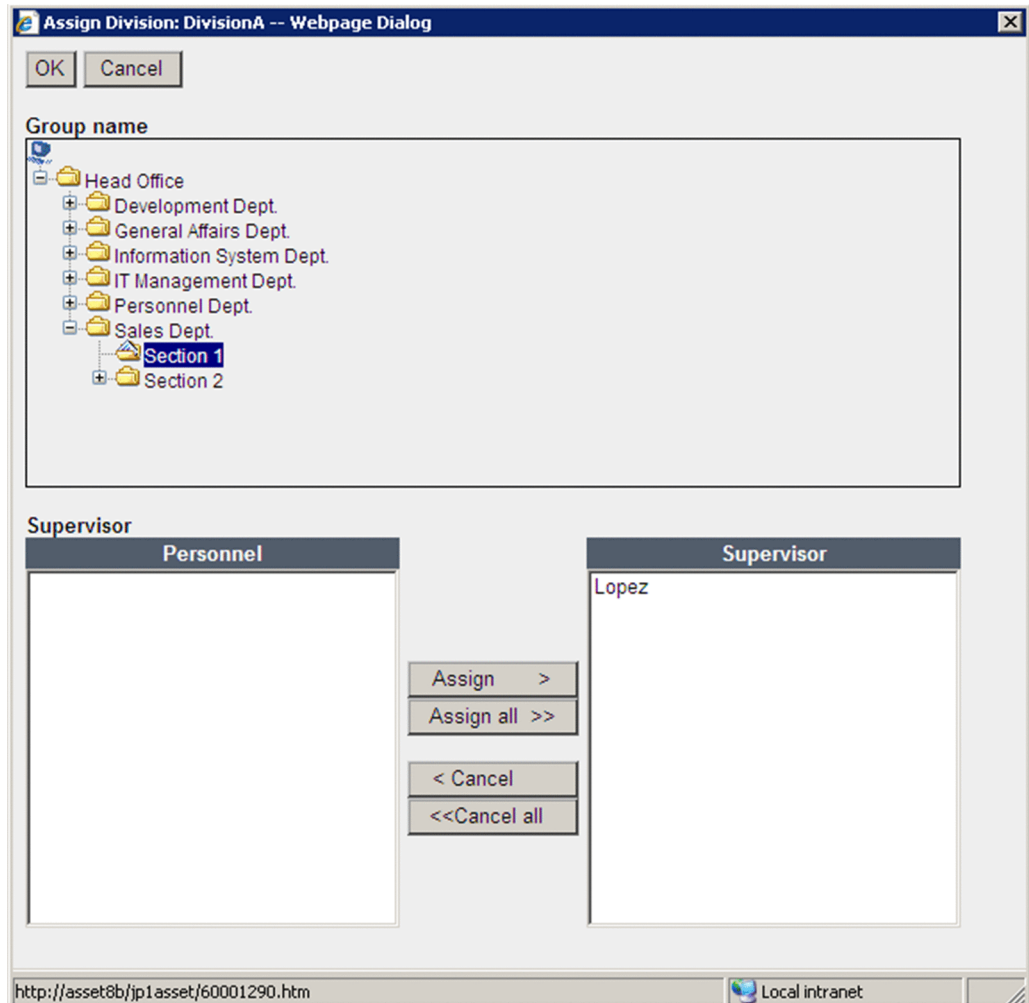 Assign Division: DivisionA -- Webpage Dialog
OK Cancel
Group name
Head Office
Development Dept.
General Affairs Dept.
Information System Dept.
IT Management Dept.
Personnel Dept.
Sales Dept.
Section 1
Section 2
Supervisor
Personnel Supervisor
Lopez
Assign >
Assign all >>
< Cancel
<<Cancel all
http://asset8b/jp1asset/60001290.htm Local intranet